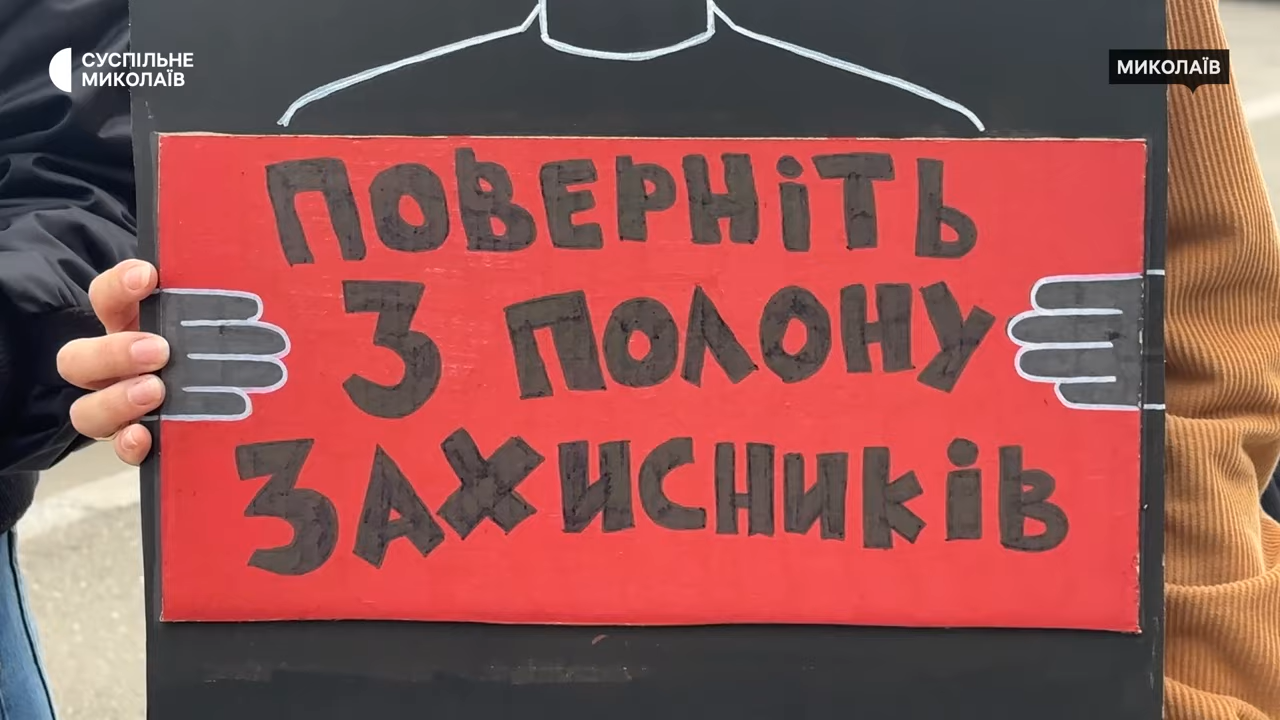 СУСПІЛЬНЕ
МИКОЛАЇВ
МИКОЛАЇВ
ПОВЕРНіТЬ
З ПОЛОНУ
ЗАХИСНИКіВ